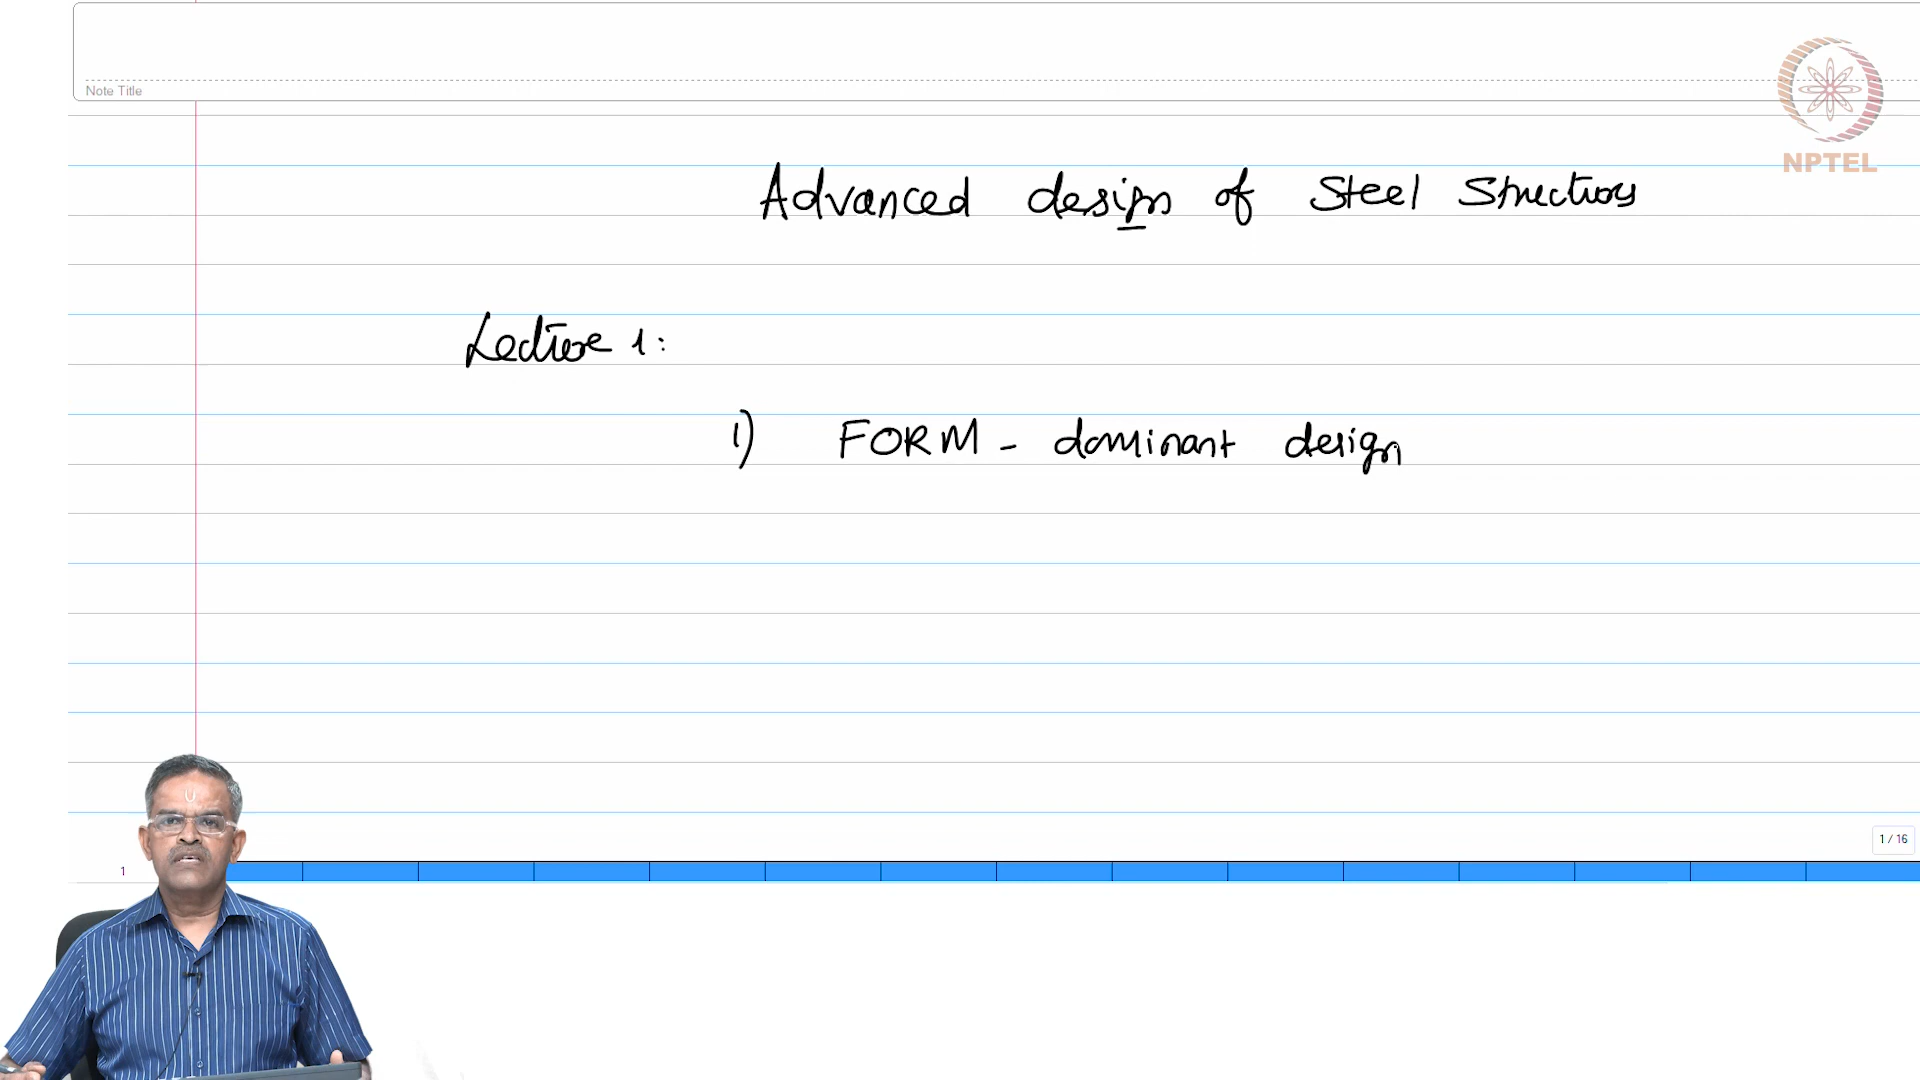 Note Title
NPTEL
Advanced design of Steel Structures
Lecture 1:
1) FORM - dominant design
1 / 16
1